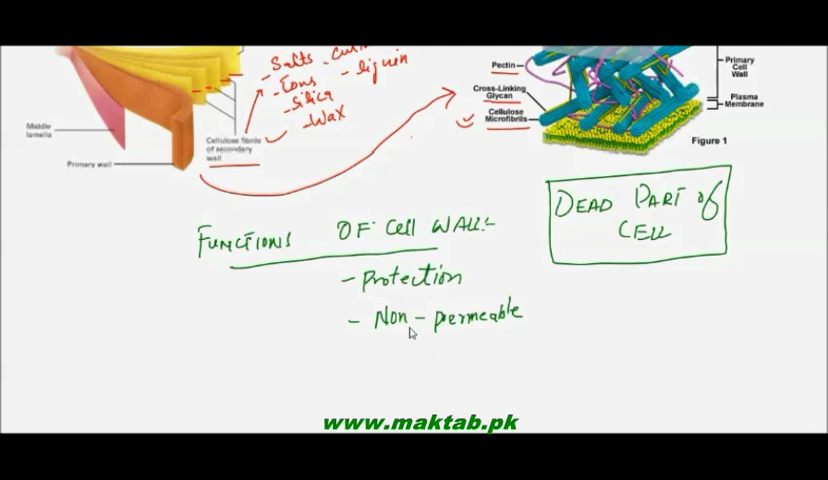 - Salts - Cutin
- Ions - lignin
- Silica
- Wax
Middle
lamella
Primary wall
Cellulose fibrils
of secondary
wall
Pectin
Cross-Linking
Glycan
Cellulose
Microfibrils
Primary
Cell
Wall
Plasma
Membrane
Figure 1
DEAD PART of
CELL
FUNCTIONS OF Cell WALL:-
- Protection
- Non - permeable
www.maktab.pk